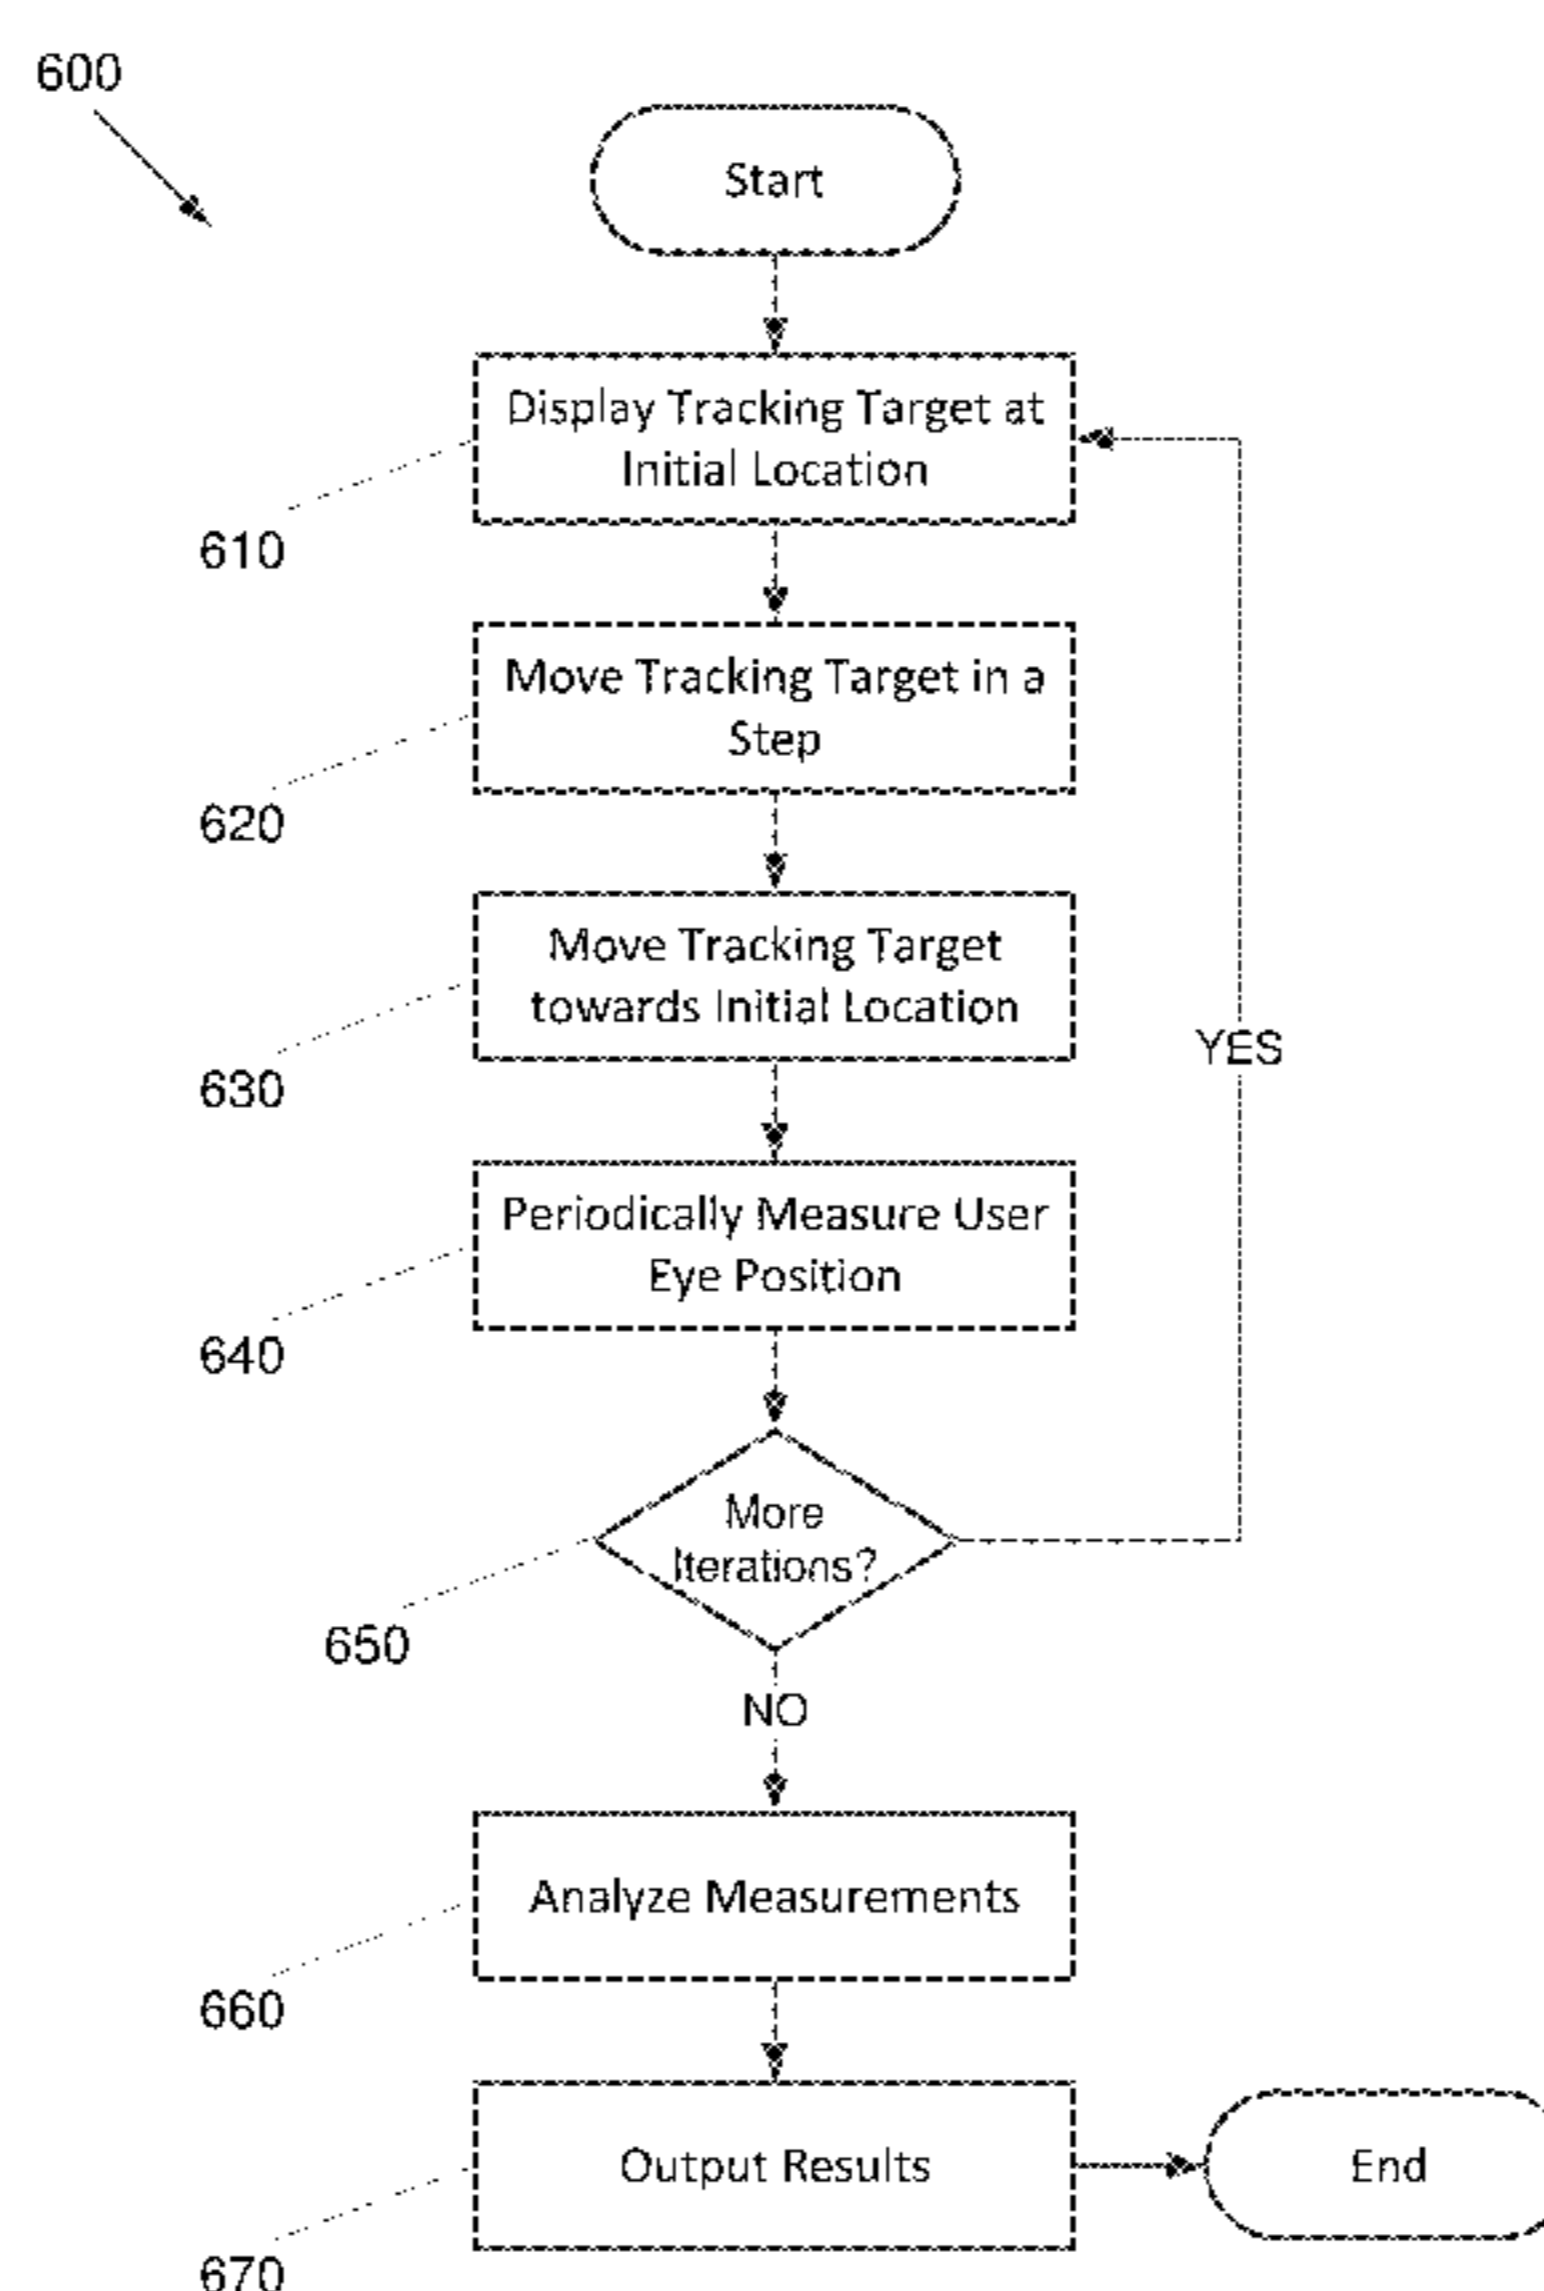 600
Start
Display Tracking Target at
Initial Location
610
Move Tracking Target in a
Step
620
Move Tracking Target
towards Initial Location
630
YES
Periodically Measure User
Eye Position
640
More
Iterations?
650
NO
Analyze Measurements
660
Output Results
End
670